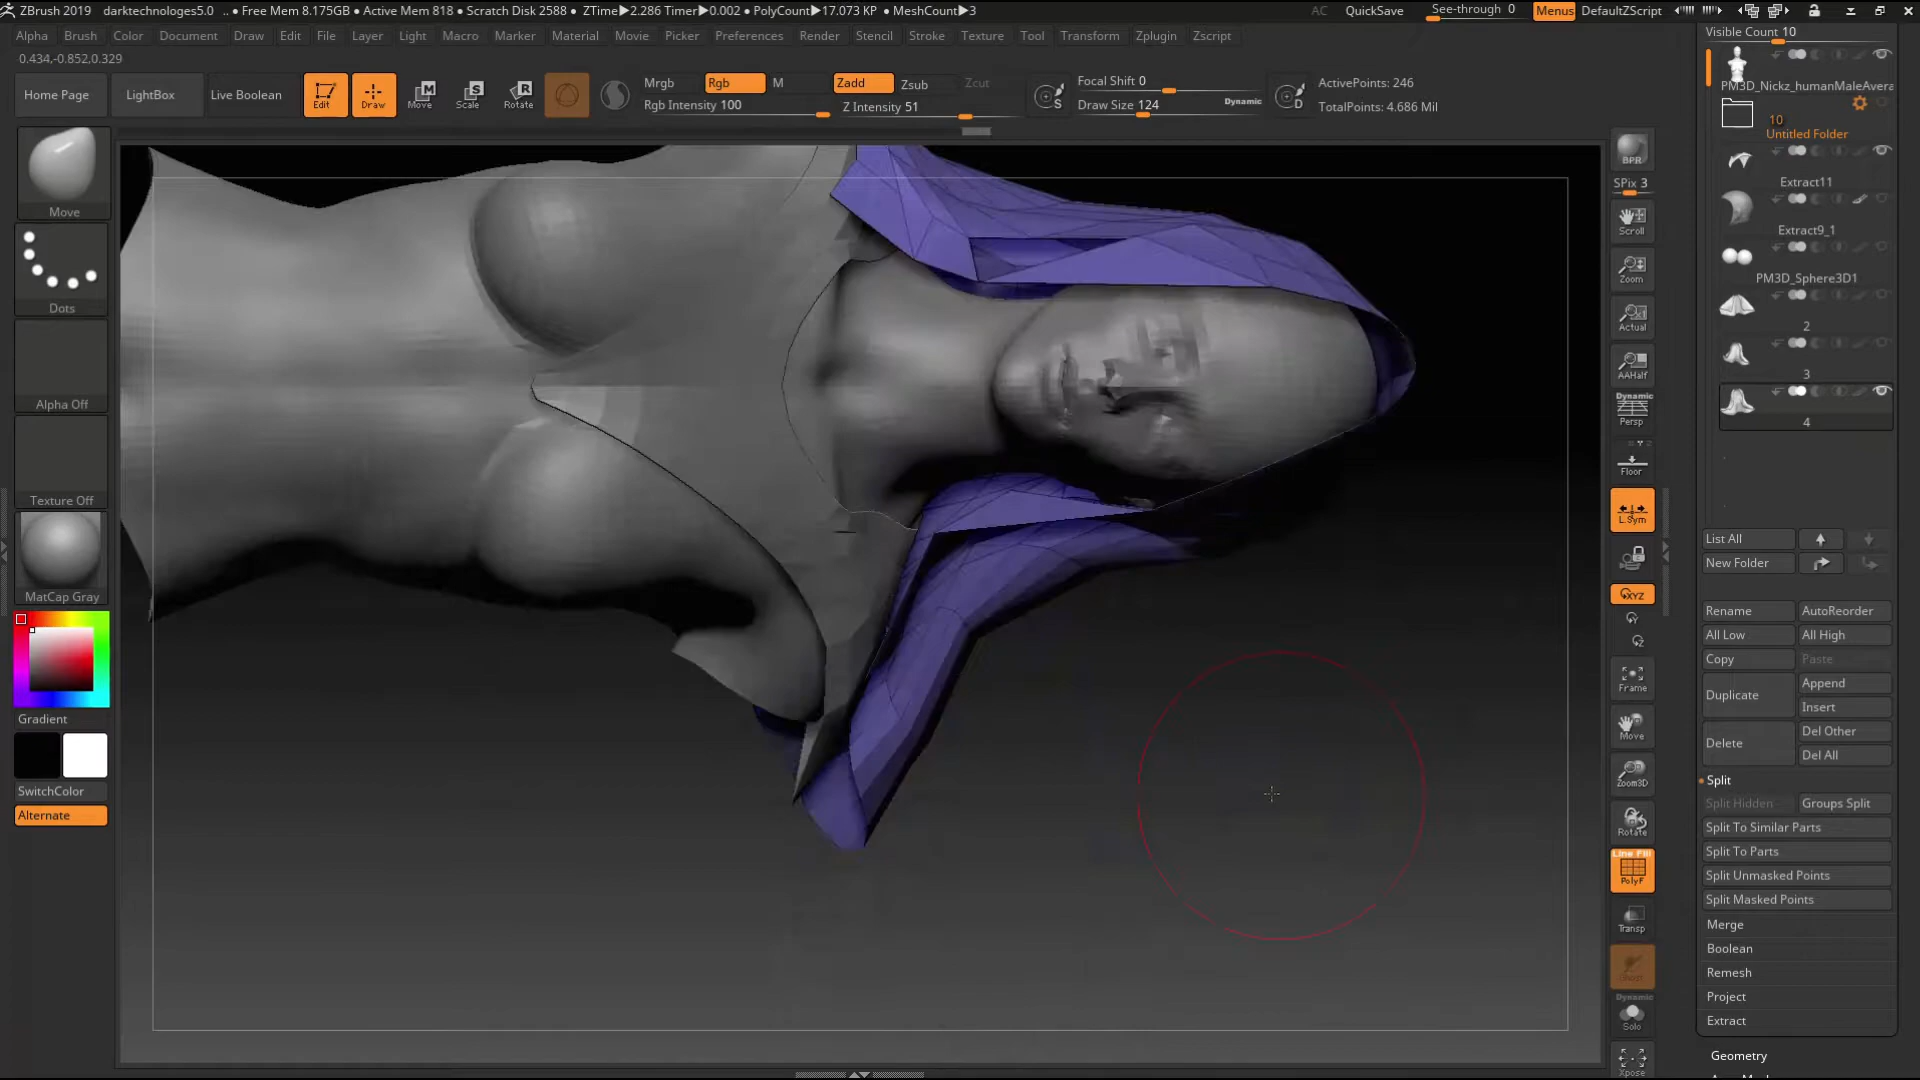 ZBrush 2019 darktechnologes5.0 .. • Free Mem 8.175GB • Active Mem 818 • Scratch Disk 2588 • ZTime▶2.286 Timer▶0.002 • PolyCount▶17.073 KP • MeshCount▶3 AC QuickSave See-through 0 Menus DefaultZScript
Alpha Brush Color Document Draw Edit File Layer Light Macro Marker Material Movie Picker Preferences Render Stencil Stroke Texture Tool Transform Zplugin Zscript
0.434,-0.852,0.329
Home Page LightBox Live Boolean Edit Draw Move Scale Rotate
Mrgb Rgb M Zadd Zsub Zcut
Rgb Intensity 100 Z Intensity 51
S Focal Shift 0
Draw Size 124 Dynamic
D ActivePoints: 246
TotalPoints: 4.686 Mil
Move
Dots
Alpha Off
Texture Off
MatCap Gray
Gradient
SwitchColor
Alternate
BPR
SPix 3
Scroll
Zoom
Actual
AAHalf
Dynamic
Persp
Floor
L.Sym
XYZ
Frame
Move
Zoom3D
Rotate
Line Fill
PolyF
Transp
Ghost
Dynamic
Solo
Xpose
Visible Count 10
PM3D_Nickz_humanMaleAvera
10
Untitled Folder
Extract11
Extract9_1
PM3D_Sphere3D1
2
3
4
List All
New Folder
Rename AutoReorder
All Low All High
Copy Paste
Duplicate Append
Insert
Delete Del Other
Del All
Split
Split Hidden Groups Split
Split To Similar Parts
Split To Parts
Split Unmasked Points
Split Masked Points
Merge
Boolean
Remesh
Project
Extract
Geometry